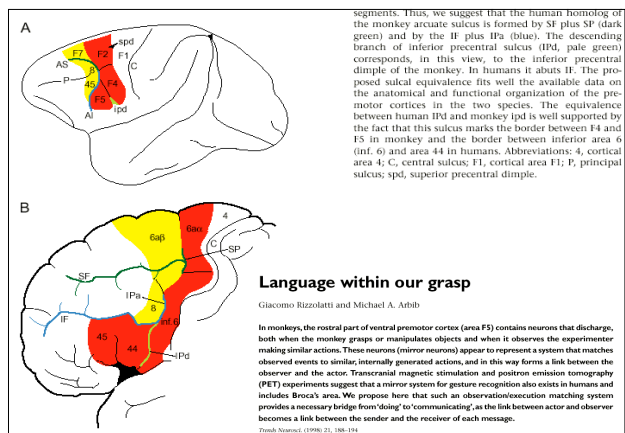 segments. Thus, we suggest that the human homolog of
the monkey arcuate sulcus is formed by SF plus SP (dark
green) and by the IF plus IPa (blue). The descending
branch of inferior precentral sulcus (IPd, pale green)
corresponds, in this view, to the inferior precentral
dimple of the monkey. In humans it abuts IF. The pro-
posed sulcal equivalence fits well the available data on
the anatomical and functional organization of the pre-
motor cortices in the two species. The equivalence
between human IPd and monkey ipd is well supported by
the fact that this sulcus marks the border between F4 and
F5 in monkey and the border between inferior area 6
(inf. 6) and area 44 in humans. Abbreviations: 4, cortical
area 4; C, central sulcus; F1, cortical area F1; P, principal
sulcus; spd, superior precentral dimple.
A
spd
F7
F2
F1
AS
8
C
P
45
F4
F5
ipd
AI
B
4
6aβ
6aα
C
SP
SF
IPa
8
IF
inf.6
45
44
IPd
Language within our grasp
Giacomo Rizzolatti and Michael A. Arbib
In monkeys, the rostral part of ventral premotor cortex (area F5) contains neurons that discharge,
both when the monkey grasps or manipulates objects and when it observes the experimenter
making similar actions. These neurons (mirror neurons) appear to represent a system that matches
observed events to similar, internally generated actions, and in this way forms a link between the
observer and the actor. Transcranial magnetic stimulation and positron emission tomography
(PET) experiments suggest that a mirror system for gesture recognition also exists in humans and
includes Broca's area. We propose here that such an observation/execution matching system
provides a necessary bridge from 'doing' to 'communicating', as the link between actor and observer
becomes a link between the sender and the receiver of each message.
Trends Neurosci. (1998) 21, 188–194